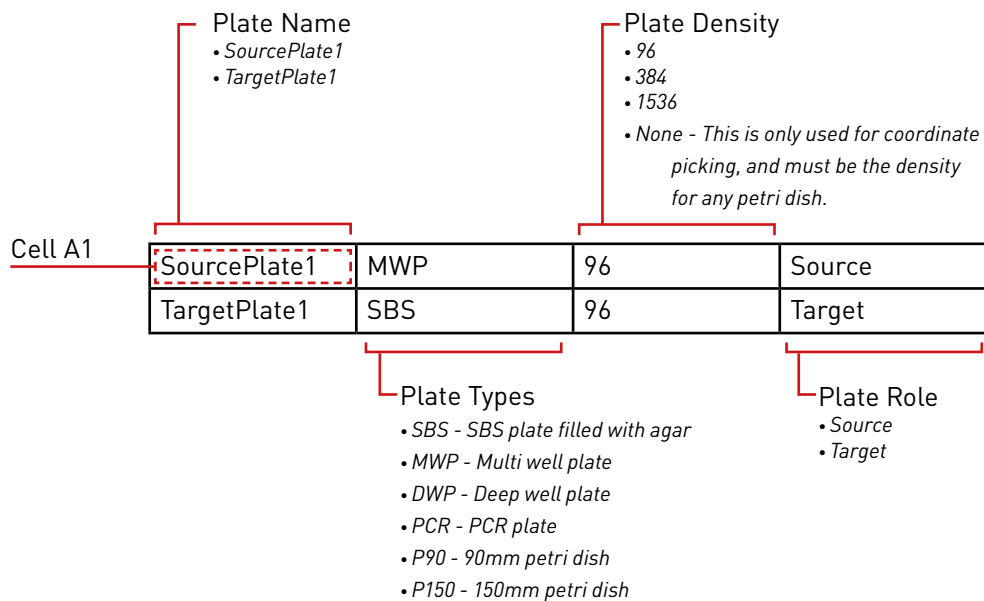 Plate Name
• SourcePlate1
• TargetPlate1
Plate Density
• 96
• 384
• 1536
• None - This is only used for coordinate
picking, and must be the density
for any petri dish.
Cell A1
SourcePlate1 MWP 96 Source
TargetPlate1 SBS 96 Target
Plate Types
• SBS - SBS plate filled with agar
• MWP - Multi well plate
• DWP - Deep well plate
• PCR - PCR plate
• P90 - 90mm petri dish
• P150 - 150mm petri dish
Plate Role
• Source
• Target